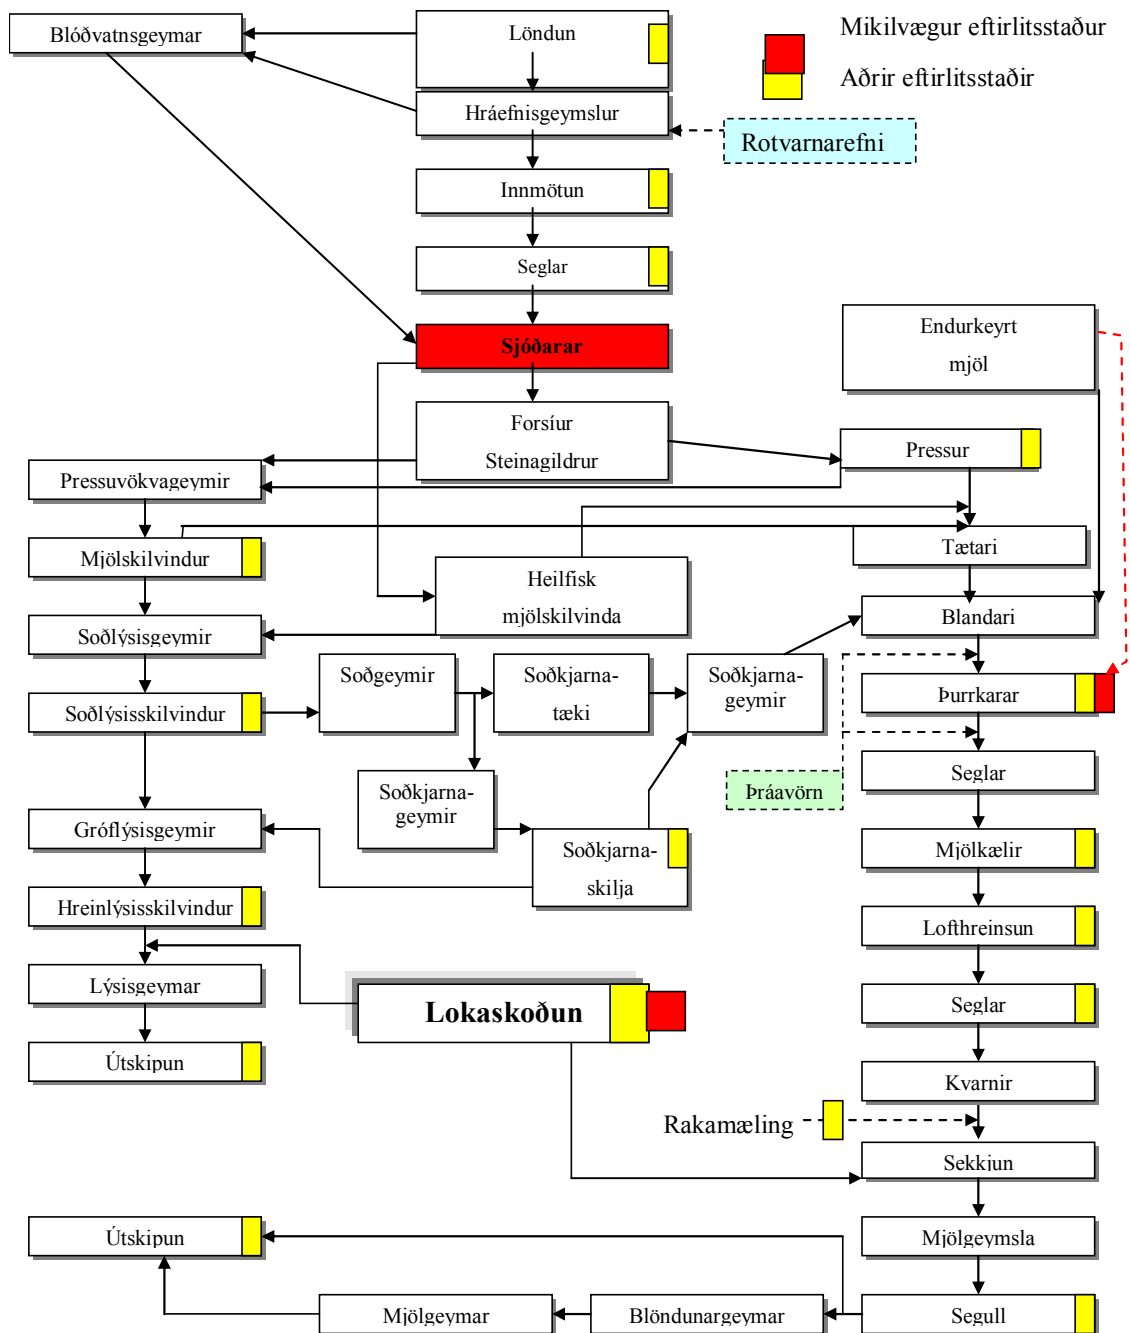 Blóðvatnsgeymar
Löndun
Mikilvægur eftirlitsstaður
Aðrir eftirlitsstaðir
Hráefnisgeymslur
Rotvarnarefni
Innmötun
Seglar
Sjóðarar
Endurkeyrt
mjöl
Forsíur
Steinagildrur
Pressur
Pressuvökvageymir
Mjölskilvindur
Tætari
Heilfisk
mjölskilvinda
Soðlýsisgeymir
Blandari
Soðgeymir
Soðkjarna-
tæki
Soðkjarna-
geymir
Soðlýsisskilvindur
Þurrkarar
Seglar
Þráavörn
Soðkjarna-
geymir
Gróflýsisgeymir
Soðkjarna-
skilja
Mjölkælir
Hreinlýsisskilvindur
Lofthreinsun
Lýsisgeymar
Lokaskoðun
Seglar
Útskipun
Kvarnir
Rakamæling
Sekkjun
Útskipun
Mjölgeymsla
Mjölgeymar
Blöndunargeymar
Segull